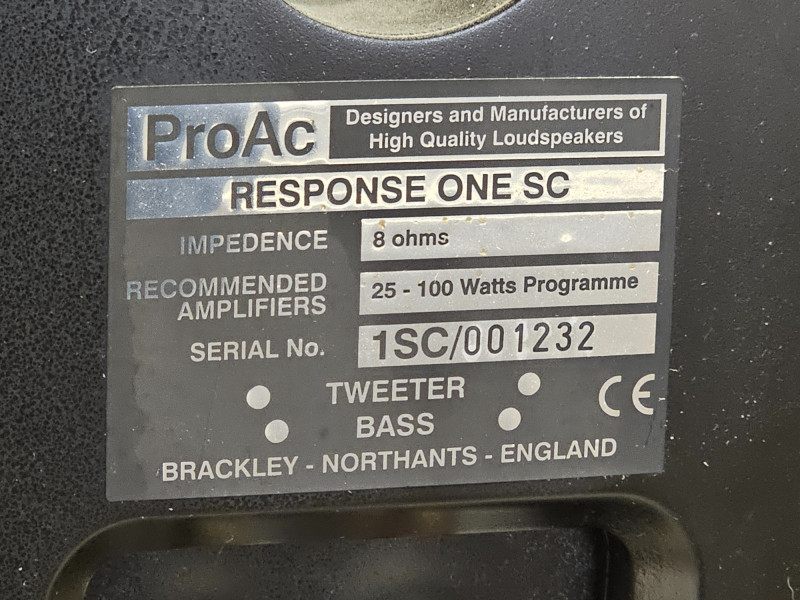 ProAc
Designers and Manufacturers of
High Quality Loudspeakers
RESPONSE ONE SC
IMPEDENCE 8 ohms
RECOMMENDED
AMPLIFIERS
25 - 100 Watts Programme
SERIAL No. 1SC/001232
TWEETER
BASS
CE
BRACKLEY - NORTHANTS - ENGLAND